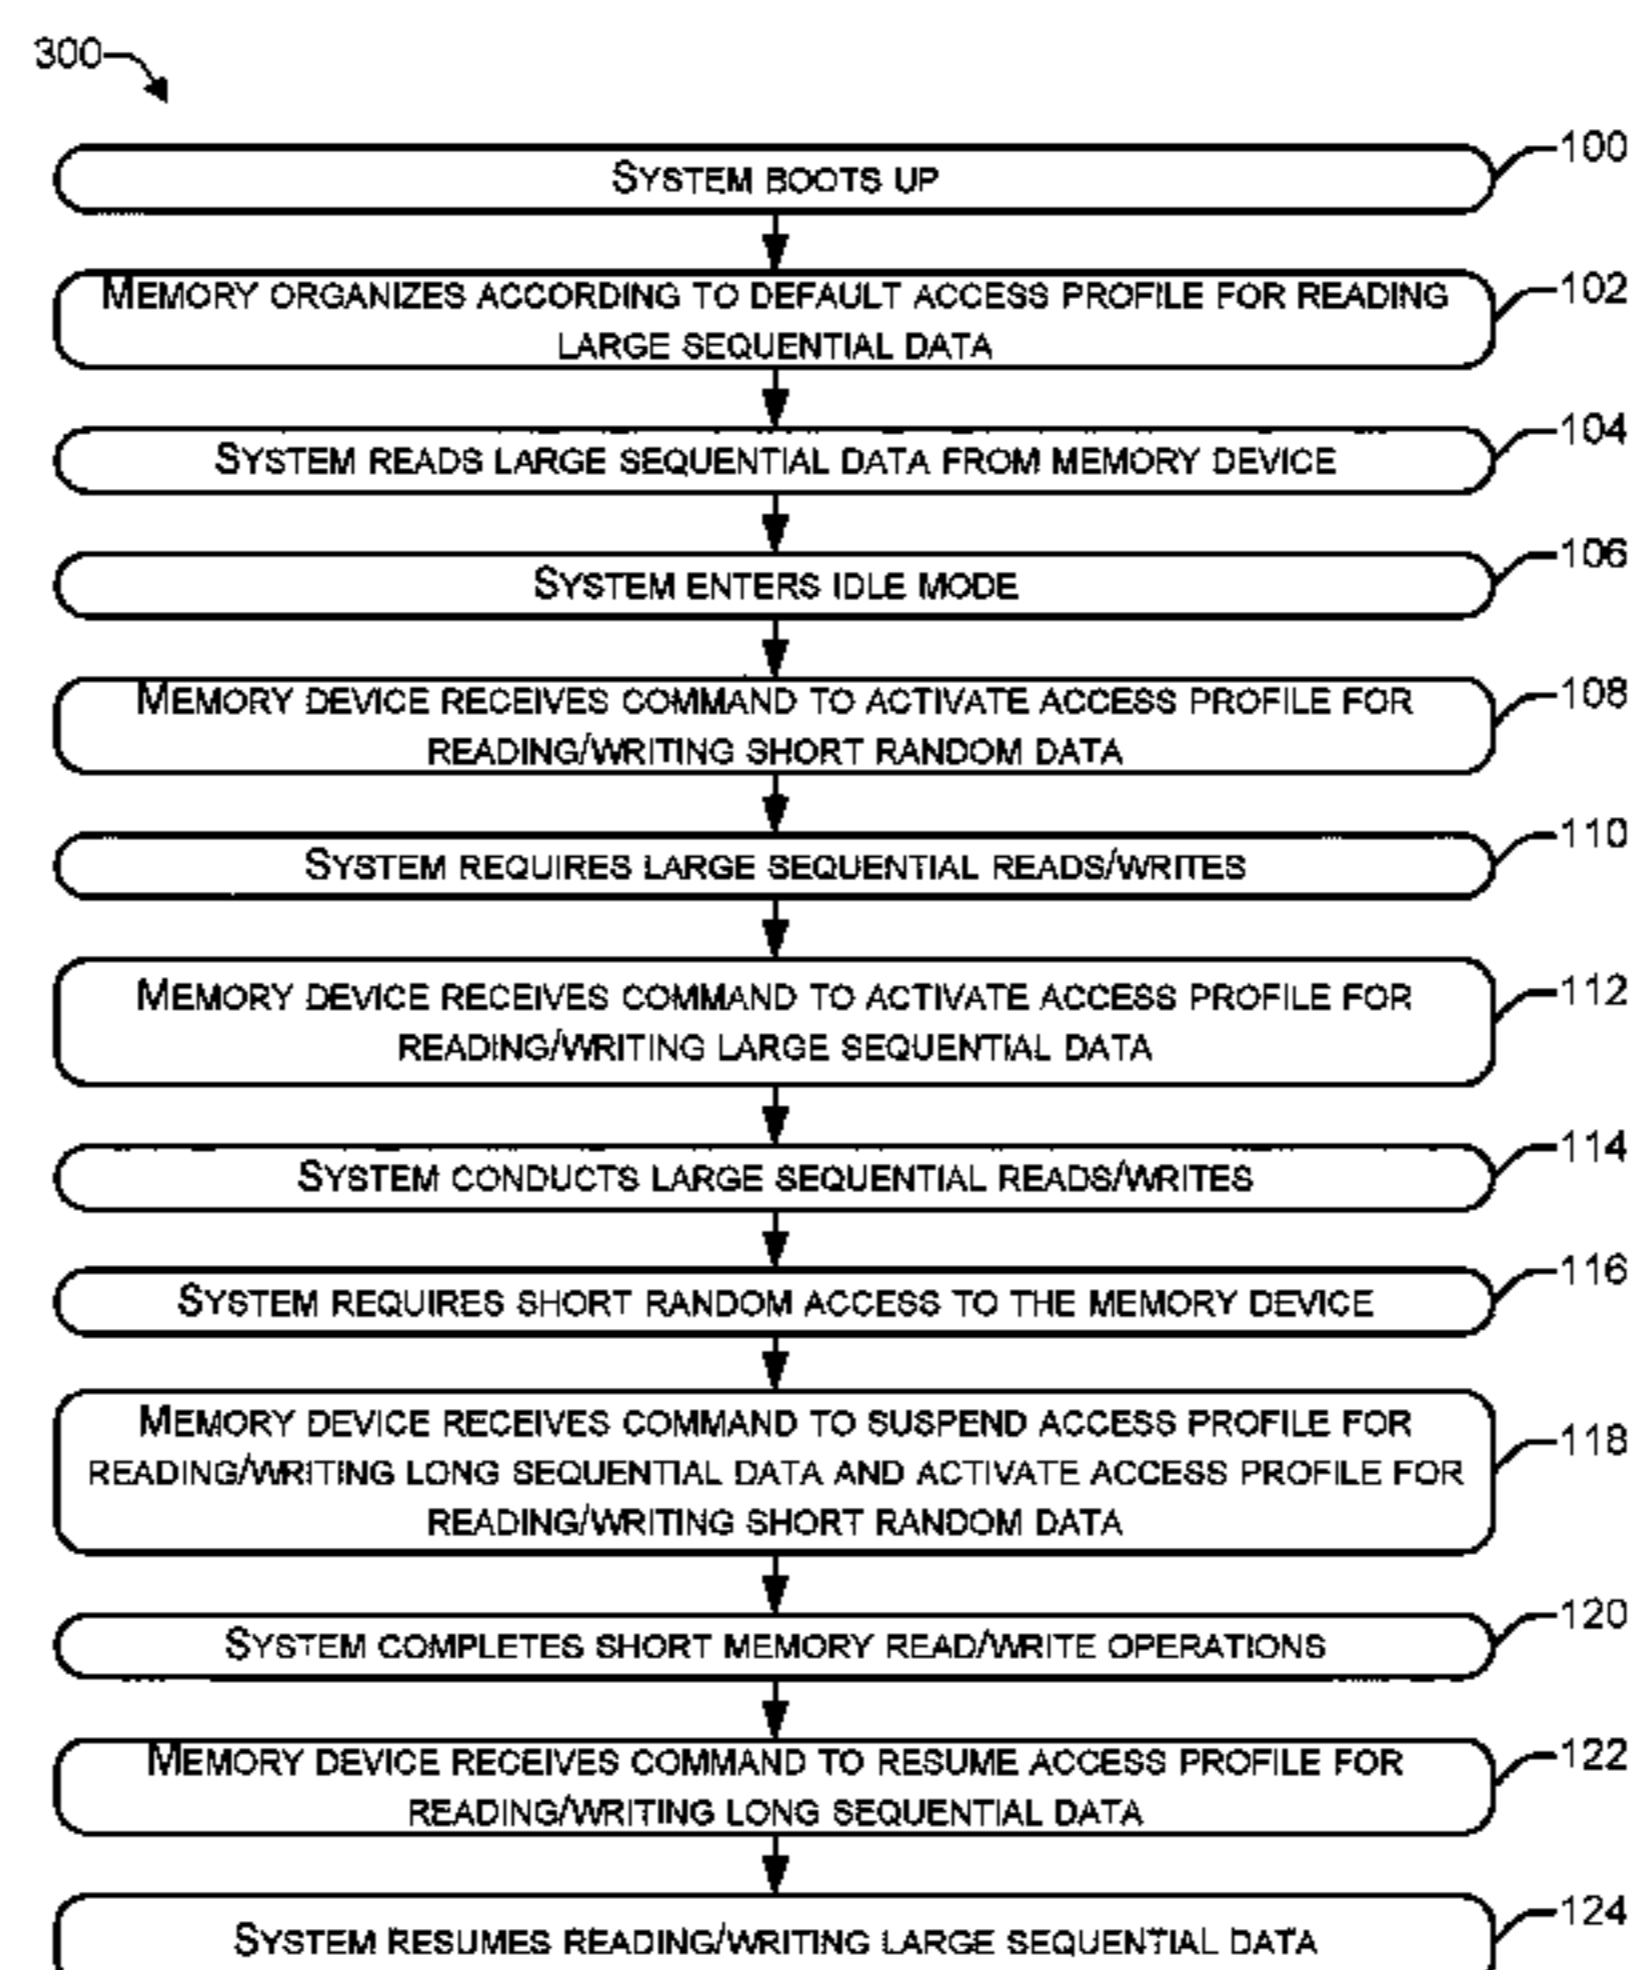 300
100
SYSTEM BOOTS UP
102
MEMORY ORGANIZES ACCORDING TO DEFAULT ACCESS PROFILE FOR READING
LARGE SEQUENTIAL DATA
104
SYSTEM READS LARGE SEQUENTIAL DATA FROM MEMORY DEVICE
106
SYSTEM ENTERS IDLE MODE
108
MEMORY DEVICE RECEIVES COMMAND TO ACTIVATE ACCESS PROFILE FOR
READING/WRITING SHORT RANDOM DATA
110
SYSTEM REQUIRES LARGE SEQUENTIAL READS/WRITES
112
MEMORY DEVICE RECEIVES COMMAND TO ACTIVATE ACCESS PROFILE FOR
READING/WRITING LARGE SEQUENTIAL DATA
114
SYSTEM CONDUCTS LARGE SEQUENTIAL READS/WRITES
116
SYSTEM REQUIRES SHORT RANDOM ACCESS TO THE MEMORY DEVICE
118
MEMORY DEVICE RECEIVES COMMAND TO SUSPEND ACCESS PROFILE FOR
READING/WRITING LONG SEQUENTIAL DATA AND ACTIVATE ACCESS PROFILE FOR
READING/WRITING SHORT RANDOM DATA
120
SYSTEM COMPLETES SHORT MEMORY READ/WRITE OPERATIONS
122
MEMORY DEVICE RECEIVES COMMAND TO RESUME ACCESS PROFILE FOR
READING/WRITING LONG SEQUENTIAL DATA
124
SYSTEM RESUMES READING/WRITING LARGE SEQUENTIAL DATA